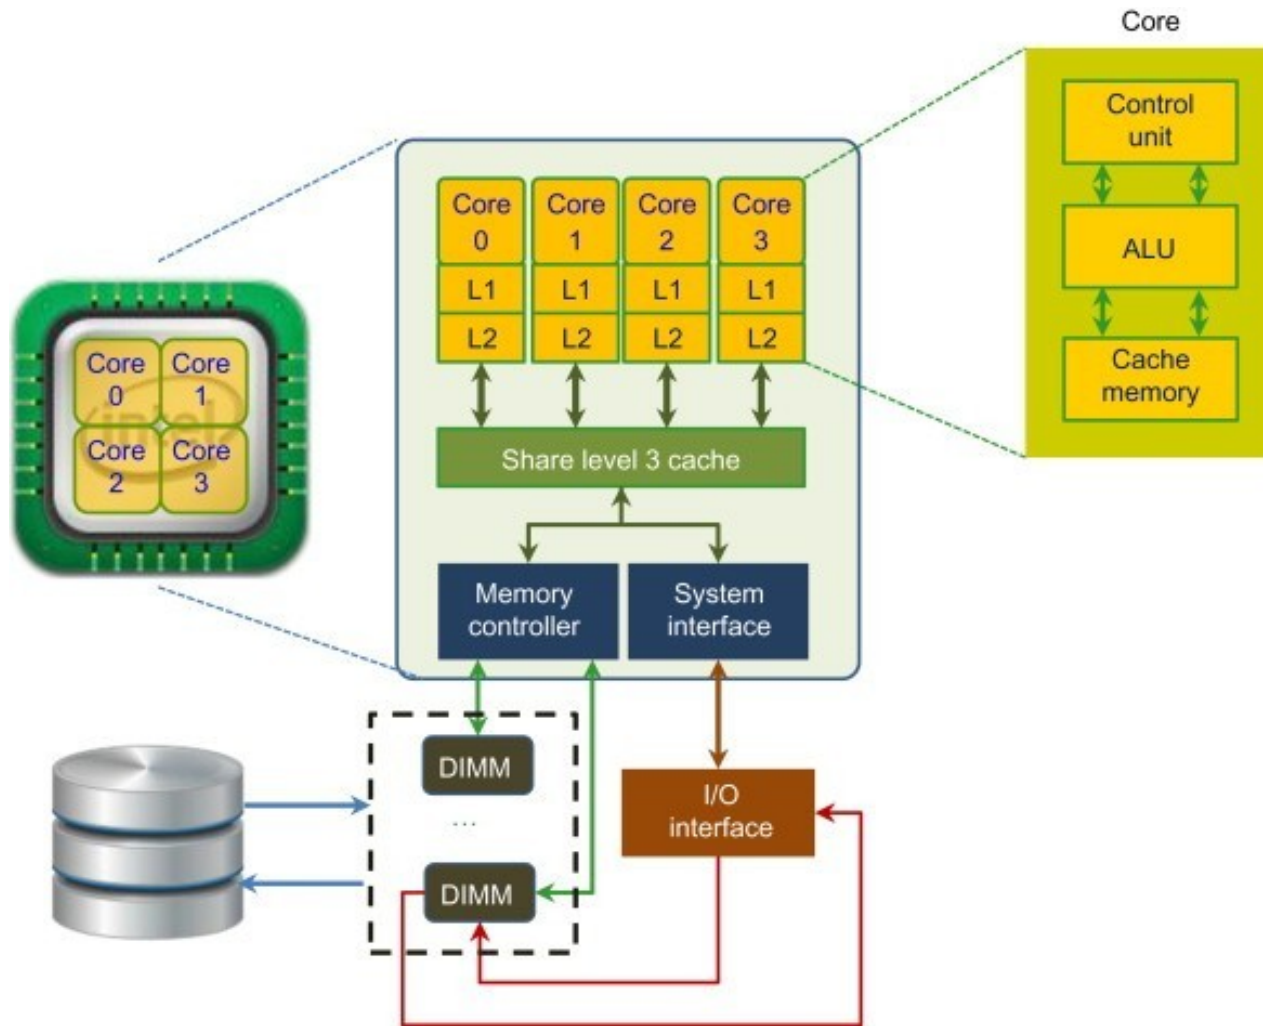 Core
Control
unit
ALU
Cache
memory
Core
0
Core
1
Core
2
Core
3
L1
L1
L1
L1
L2
L2
L2
L2
Share level 3 cache
Memory
controller
System
interface
Core
0
Core
1
Core
2
Core
3
intel
DIMM
...
DIMM
I/O
interface